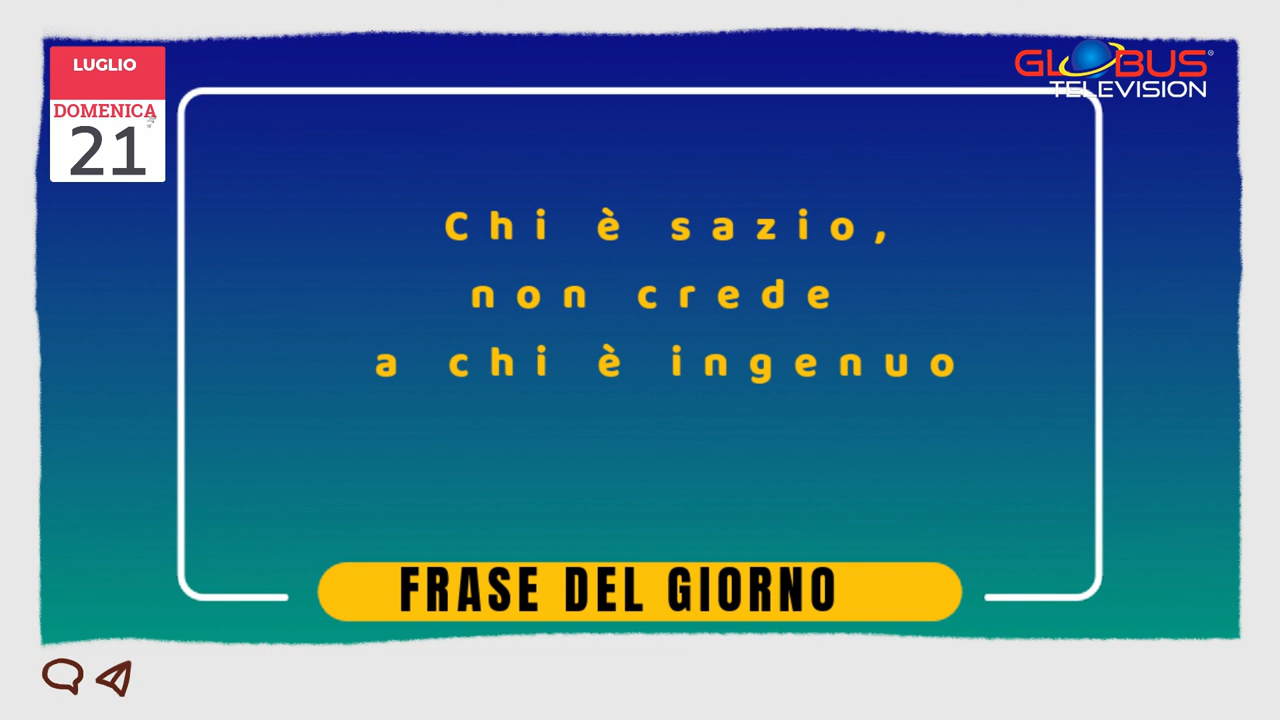 LUGLIO
DOMENICA
21
GLOBUS®
TELEVISION
Chi è sazio,
non crede
a chi è ingenuo
FRASE DEL GIORNO